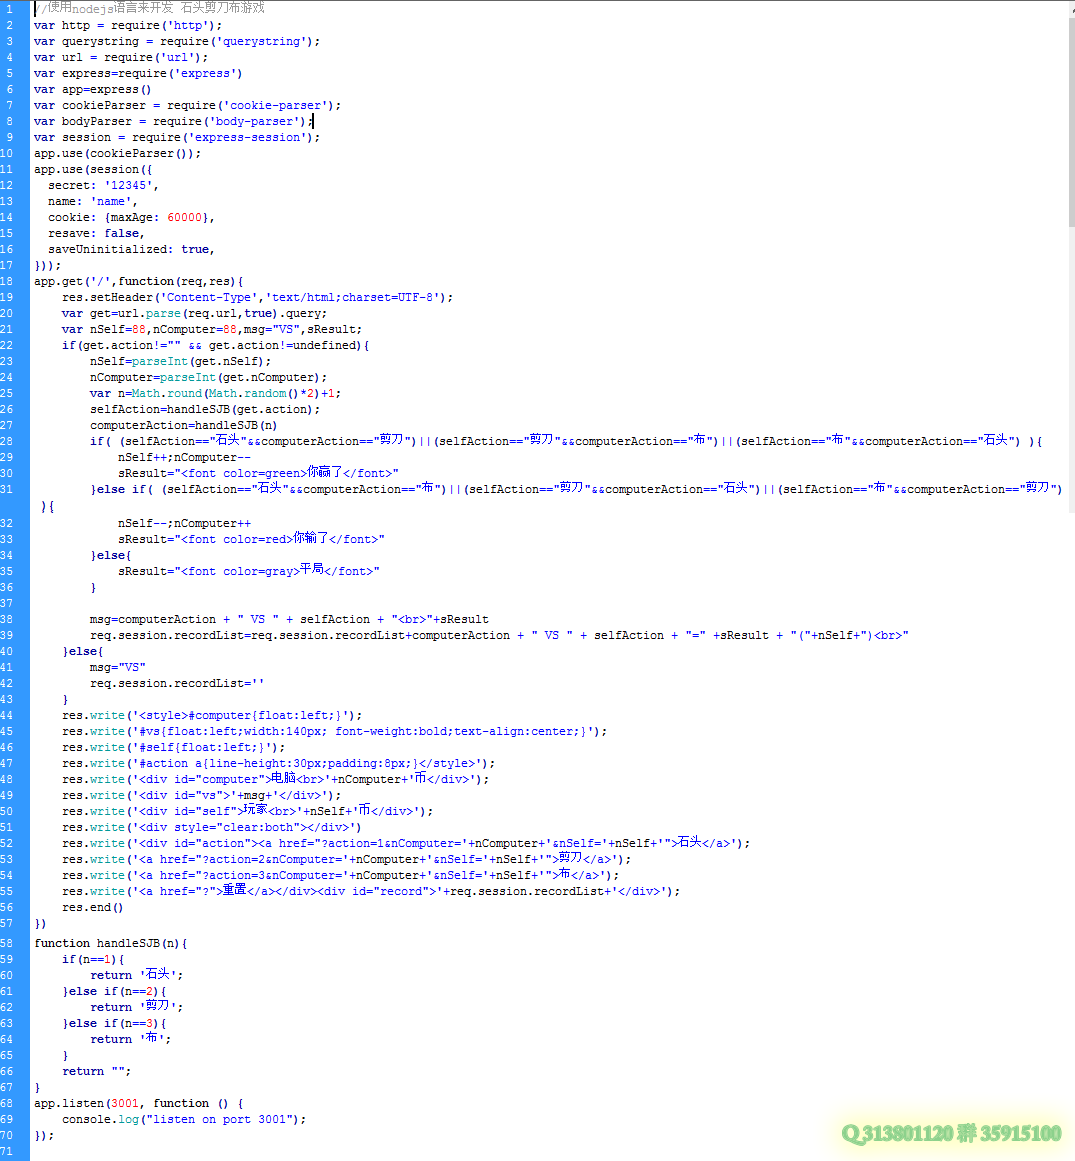 1 //使用nodejs语言来开发 石头剪刀布游戏
2 var http = require('http');
3 var querystring = require('querystring');
4 var url = require('url');
5 var express=require('express')
6 var app=express()
7 var cookieParser = require('cookie-parser');
8 var bodyParser = require('body-parser');
9 var session = require('express-session');
10 app.use(cookieParser());
11 app.use(session({
12   secret: '12345',
13   name: 'name',
14   cookie: {maxAge: 60000},
15   resave: false,
16   saveUninitialized: true,
17 }));
18 app.get('/',function(req,res){
19     res.setHeader('Content-Type','text/html;charset=UTF-8');
20     var get=url.parse(req.url,true).query;
21     var nSelf=88,nComputer=88,msg="VS",sResult;
22     if(get.action!="" && get.action!=undefined){
23         nSelf=parseInt(get.nSelf);
24         nComputer=parseInt(get.nComputer);
25         var n=Math.round(Math.random()*2)+1;
26         selfAction=handleSJB(get.action);
27         computerAction=handleSJB(n)
28         if( (selfAction=="石头"&&computerAction=="剪刀")||(selfAction=="剪刀"&&computerAction=="布")||(selfAction=="布"&&computerAction=="石头") ){
29             nSelf++;nComputer--
30             sResult="<font color=green>你赢了</font>"
31         }else if( (selfAction=="石头"&&computerAction=="布")||(selfAction=="剪刀"&&computerAction=="石头")||(selfAction=="布"&&computerAction=="剪刀")
){
32             nSelf--;nComputer++
33             sResult="<font color=red>你输了</font>"
34         }else{
35             sResult="<font color=gray>平局</font>"
36         }
37
38         msg=computerAction + " VS " + selfAction + "<br>"+sResult
39         req.session.recordList=req.session.recordList+computerAction + " VS " + selfAction + "=" +sResult + "("+nSelf+")<br>"
40     }else{
41         msg="VS"
42         req.session.recordList=''
43     }
44     res.write('<style>#computer{float:left;}');
45     res.write('#vs{float:left;width:140px; font-weight:bold;text-align:center;}');
46     res.write('#self{float:left;}');
47     res.write('#action a{line-height:30px;padding:8px;}</style>');
48     res.write('<div id="computer">电脑<br>'+nComputer+'币</div>');
49     res.write('<div id="vs">'+msg+'</div>');
50     res.write('<div id="self">玩家<br>'+nSelf+'币</div>');
51     res.write('<div style="clear:both"></div>')
52     res.write('<div id="action"><a href="?action=1&nComputer='+nComputer+'&nSelf='+nSelf+'">石头</a>');
53     res.write('<a href="?action=2&nComputer='+nComputer+'&nSelf='+nSelf+'">剪刀</a>');
54     res.write('<a href="?action=3&nComputer='+nComputer+'&nSelf='+nSelf+'">布</a>');
55     res.write('<a href="?">重置</a></div><div id="record">'+req.session.recordList+'</div>');
56     res.end()
57 })
58 function handleSJB(n){
59     if(n==1){
60         return '石头';
61     }else if(n==2){
62         return '剪刀';
63     }else if(n==3){
64         return '布';
65     }
66     return "";
67 }
68 app.listen(3001, function () {
69     console.log("listen on port 3001");
70 });
71
Q313801120 群 35915100